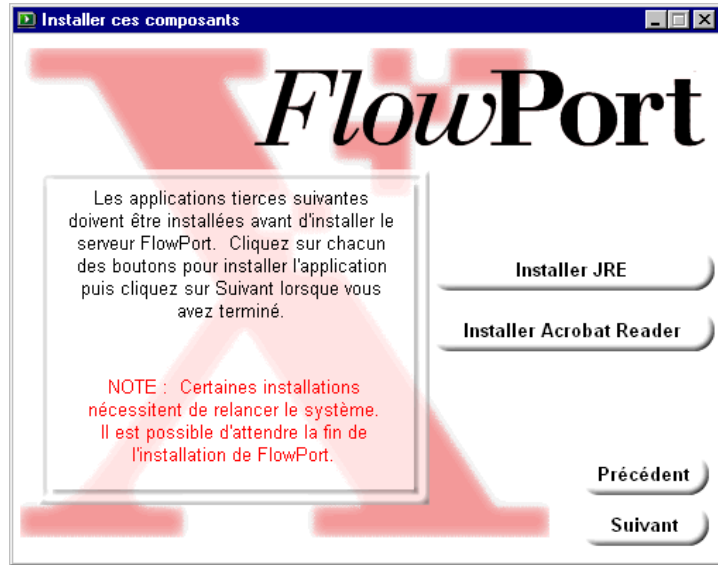 Installer ces composants
FlowPort
Les applications tierces suivantes
doivent être installées avant d'installer le
serveur FlowPort. Cliquez sur chacun
des boutons pour installer l'application
puis cliquez sur Suivant lorsque vous
avez terminé.
NOTE : Certaines installations
nécessitent de relancer le système.
Il est possible d'attendre la fin de
l'installation de FlowPort.
Installer JRE
Installer Acrobat Reader
Précédent
Suivant